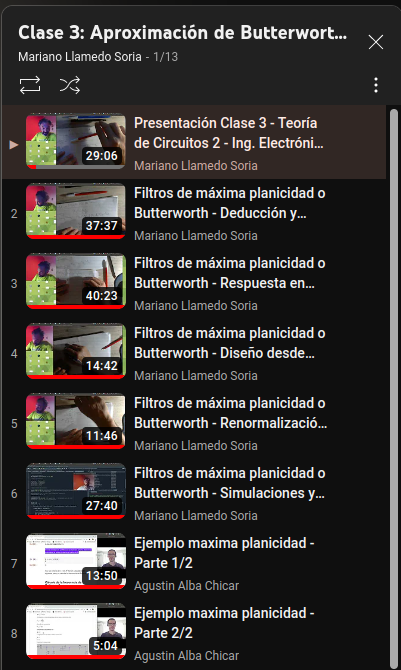 Clase 3: Aproximación de Butterwort...
Mariano Llamedo Soria - 1/13
29:06
Presentación Clase 3 - Teoría
de Circuitos 2 - Ing. Electróni...
Mariano Llamedo Soria
2
37:37
Filtros de máxima planicidad o
Butterworth - Deducción y...
Mariano Llamedo Soria
3
40:23
Filtros de máxima planicidad o
Butterworth - Respuesta en...
Mariano Llamedo Soria
4
14:42
Filtros de máxima planicidad o
Butterworth - Diseño desde...
Mariano Llamedo Soria
5
11:46
Filtros de máxima planicidad o
Butterworth - Renormalizació...
Mariano Llamedo Soria
6
27:40
Filtros de máxima planicidad o
Butterworth - Simulaciones y...
Mariano Llamedo Soria
7
13:50
Ejemplo maxima planicidad -
Parte 1/2
Agustin Alba Chicar
8
5:04
Ejemplo maxima planicidad -
Parte 2/2
Agustin Alba Chicar